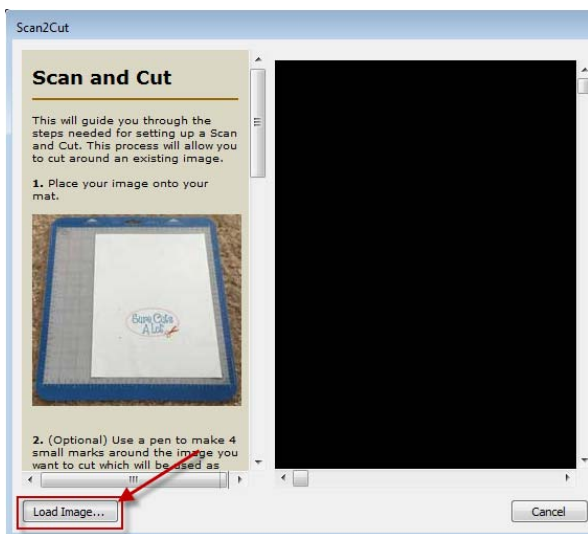 Scan2Cut
Scan and Cut
This will guide you through the
steps needed for setting up a Scan
and Cut. This process will allow you
to cut around an existing image.
1. Place your image onto your
mat.
Sure Cuts
A Lot
2. (Optional) Use a pen to make 4
small marks around the image you
want to cut which will be used as
Load Image...
Cancel